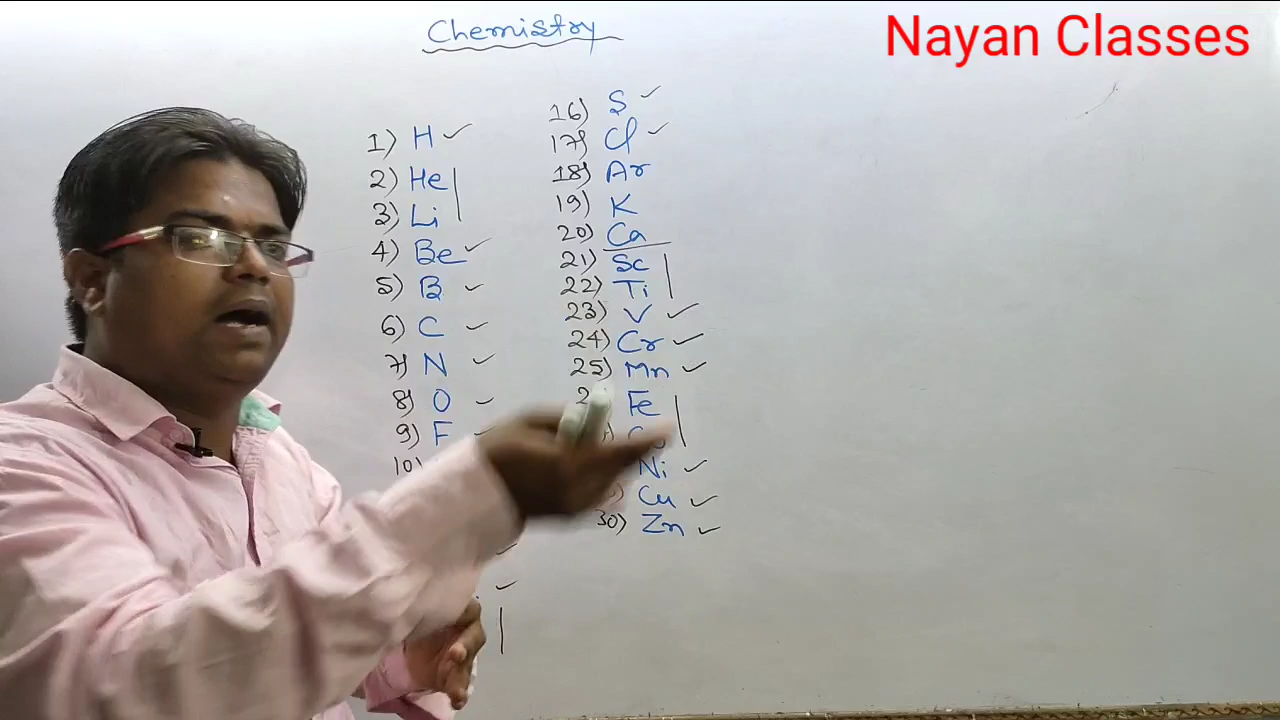 Chemistry
Nayan Classes
1) H
2) He
3) Li
4) Be
5) B
6) C
7) N
8) O
9) F
10)
16) S
17) Cl
18) Ar
19) K
20) Ca
21) Sc
22) Ti
23) V
24) Cr
25) Mn
Fe
Ni
Cu
30) Zn